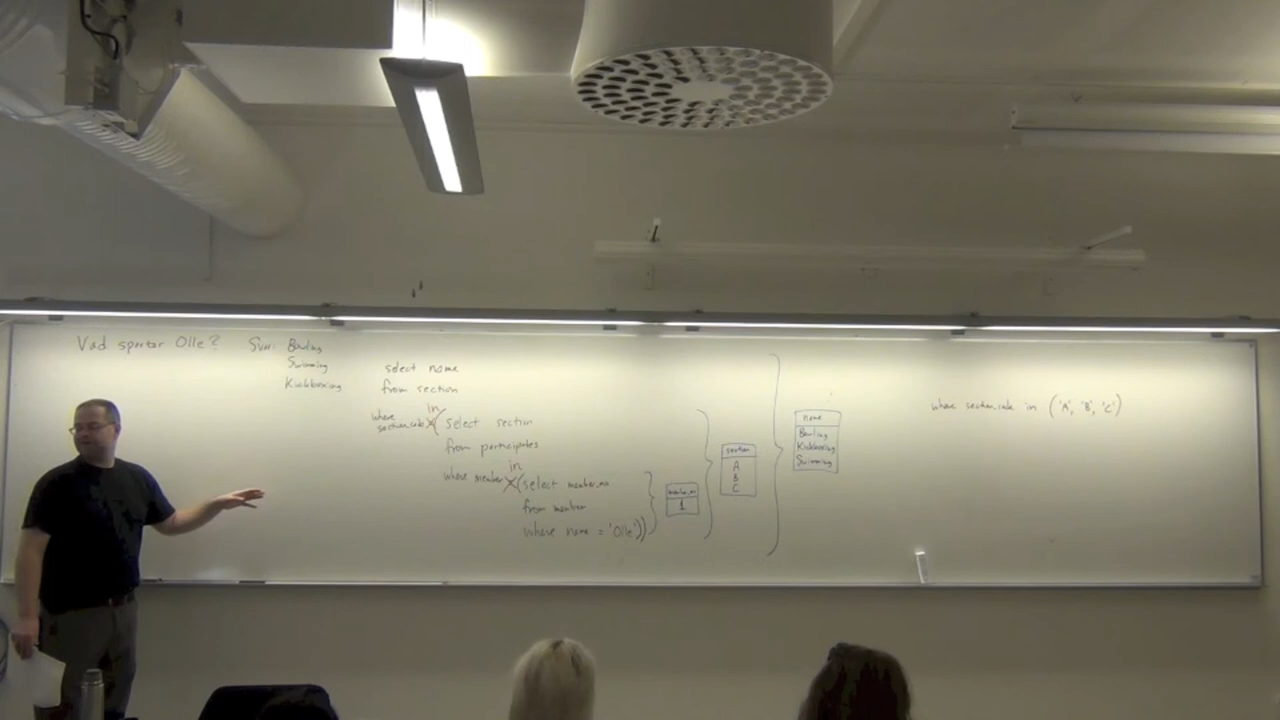 Vad sportar Olle? Svar: Bowling
Swimming
Kickboxing
select name
from section
where section.code in
(select section
from participates
where member in
(select member_no
from member
where name = 'Olle'))
member_no
1
section
A
B
C
name
Bowling
Kickboxing
Swimming
where section.code in ('A', 'B', 'C')